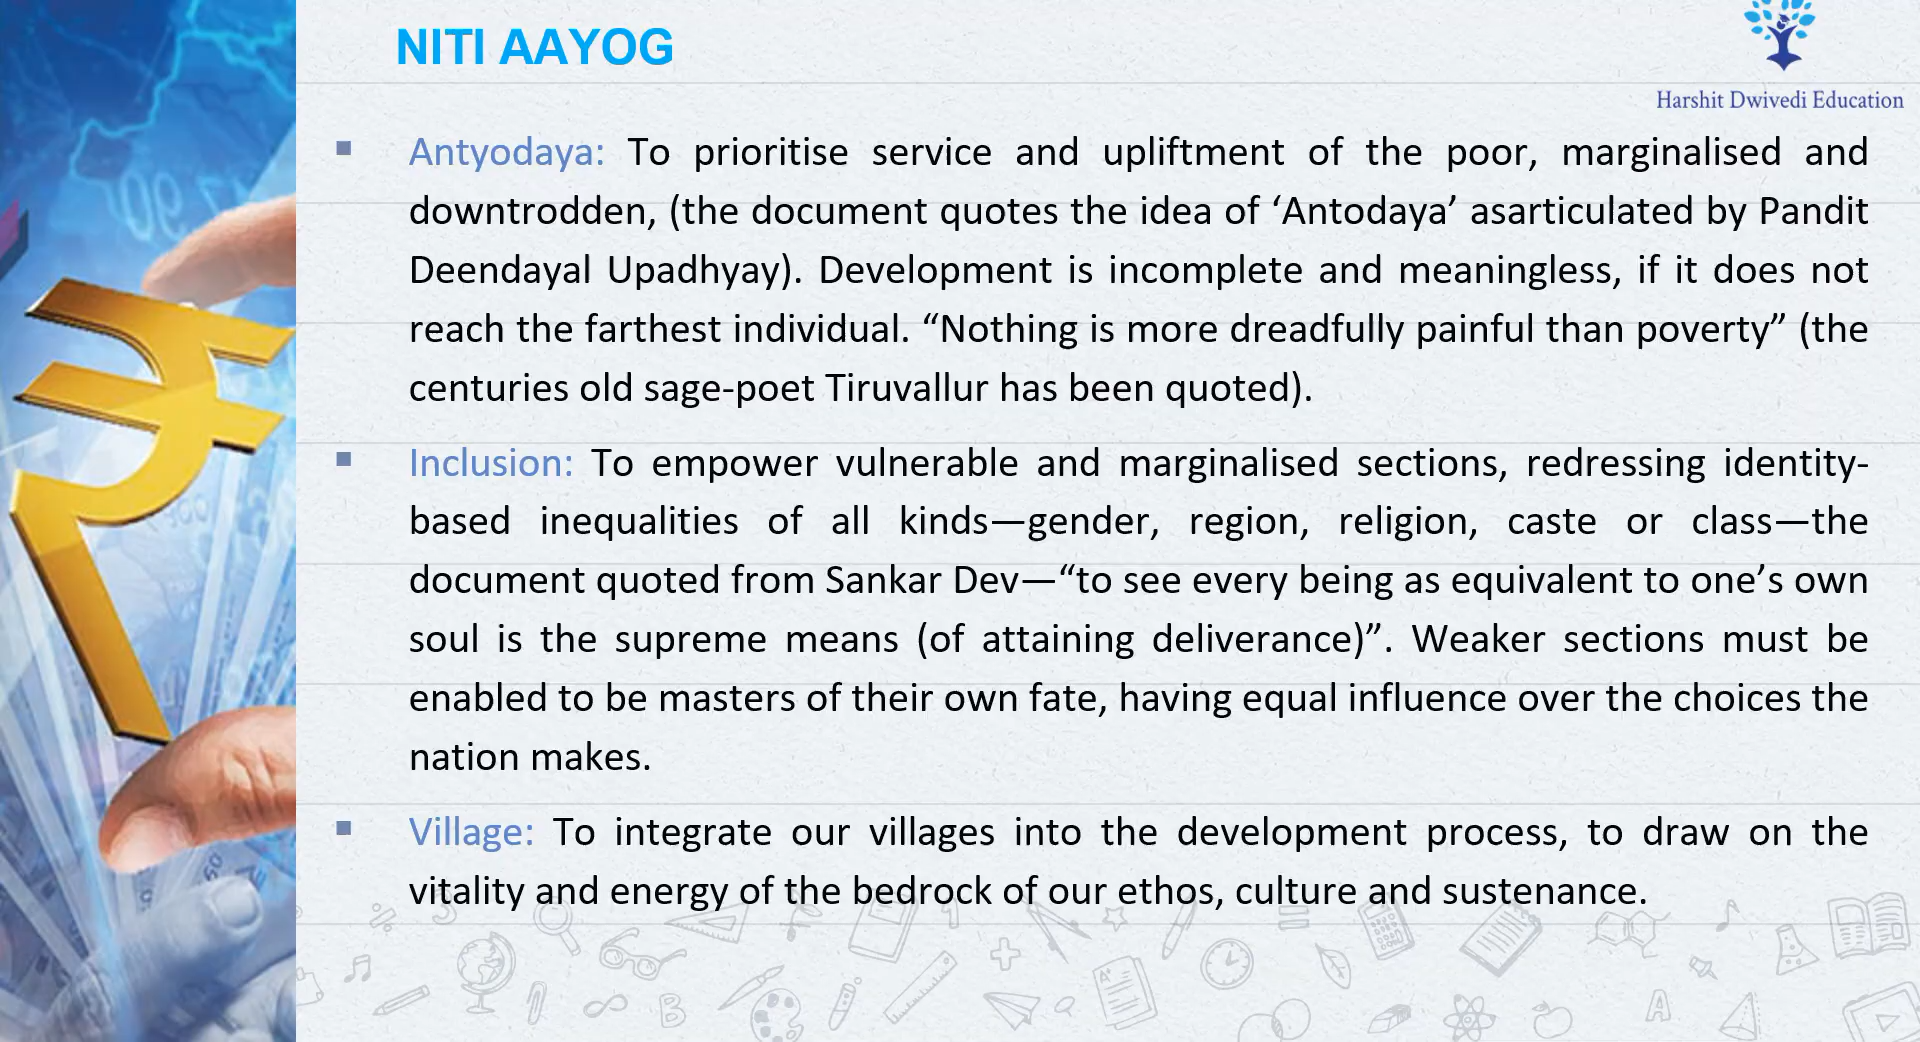 NITI AAYOG
Harshit Dwivedi Education
▪ Antyodaya: To prioritise service and upliftment of the poor, marginalised and
downtrodden, (the document quotes the idea of ‘Antodaya’ asarticulated by Pandit
Deendayal Upadhyay). Development is incomplete and meaningless, if it does not
reach the farthest individual. “Nothing is more dreadfully painful than poverty” (the
centuries old sage-poet Tiruvallur has been quoted).
▪ Inclusion: To empower vulnerable and marginalised sections, redressing identity-
based inequalities of all kinds—gender, region, religion, caste or class—the
document quoted from Sankar Dev—“to see every being as equivalent to one’s own
soul is the supreme means (of attaining deliverance)”. Weaker sections must be
enabled to be masters of their own fate, having equal influence over the choices the
nation makes.
▪ Village: To integrate our villages into the development process, to draw on the
vitality and energy of the bedrock of our ethos, culture and sustenance.